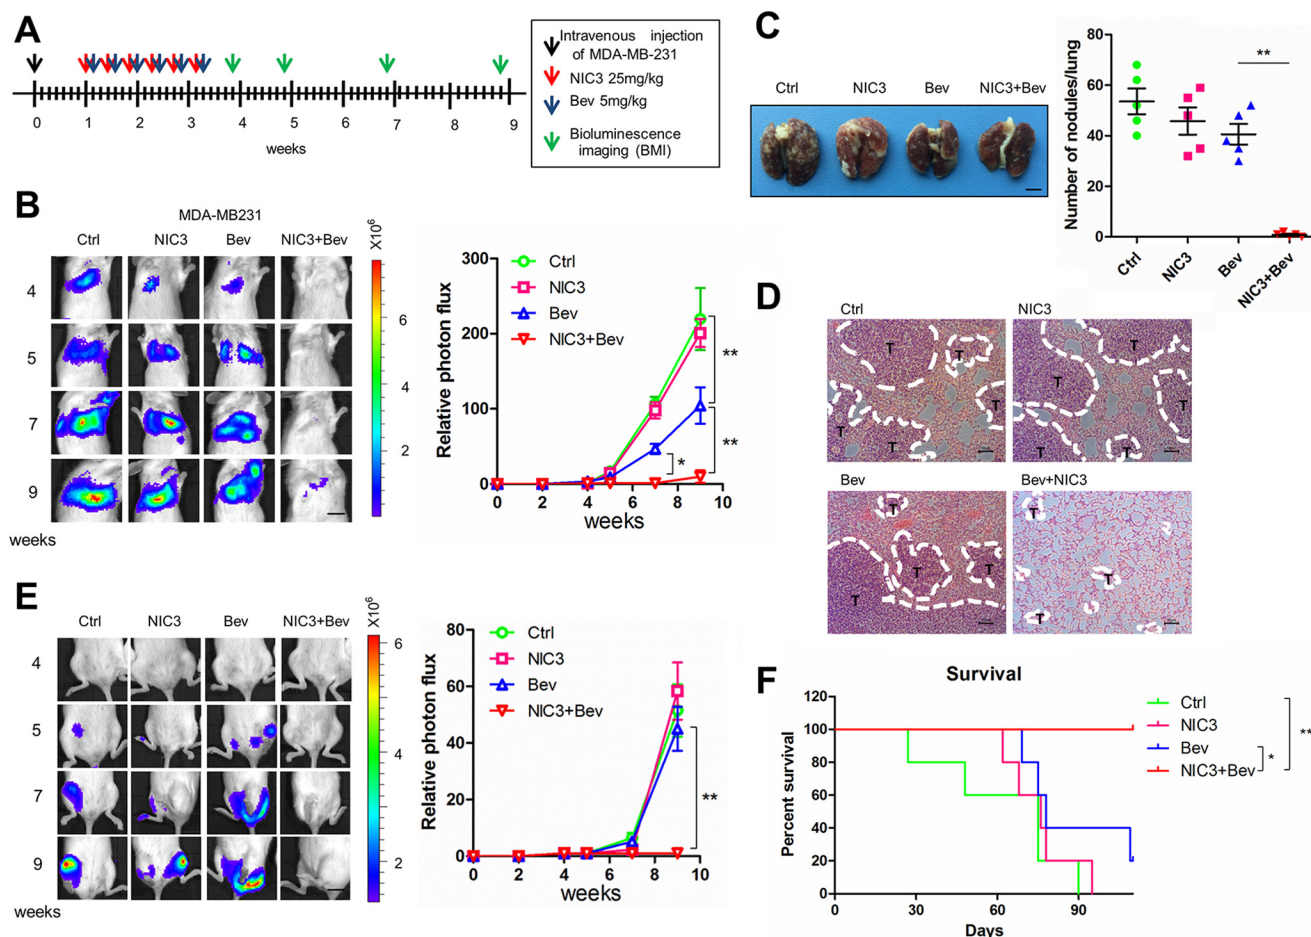 A
Intravenous injection
of MDA-MB-231
NIC3 25mg/kg
Bev 5mg/kg
Bioluminescence
imaging (BMI)
0 1 2 3 4 5 6 7 8 9
weeks
B
MDA-MB231
Ctrl NIC3 Bev NIC3+Bev
4
5
7
9
weeks
X10⁶
6
4
2
Relative photon flux
300
200
100
0
0 2 4 6 8 10
weeks
Ctrl
NIC3
Bev
NIC3+Bev
**
**
*
C
Ctrl NIC3 Bev NIC3+Bev
Number of nodules/lung
80
60
40
20
0
Ctrl NIC3 Bev NIC3+Bev
**
D
Ctrl NIC3
T T T T
T T T T T
Bev Bev+NIC3
T T T T
T T T
E
Ctrl NIC3 Bev NIC3+Bev
4
5
7
9
weeks
X10⁶
6
4
2
Relative photon flux
80
60
40
20
0
0 2 4 6 8 10
weeks
Ctrl
NIC3
Bev
NIC3+Bev
**
F
Survival
Percent survival
120
100
80
60
40
20
0
0 30 60 90
Days
Ctrl
NIC3
Bev
NIC3+Bev
*
**